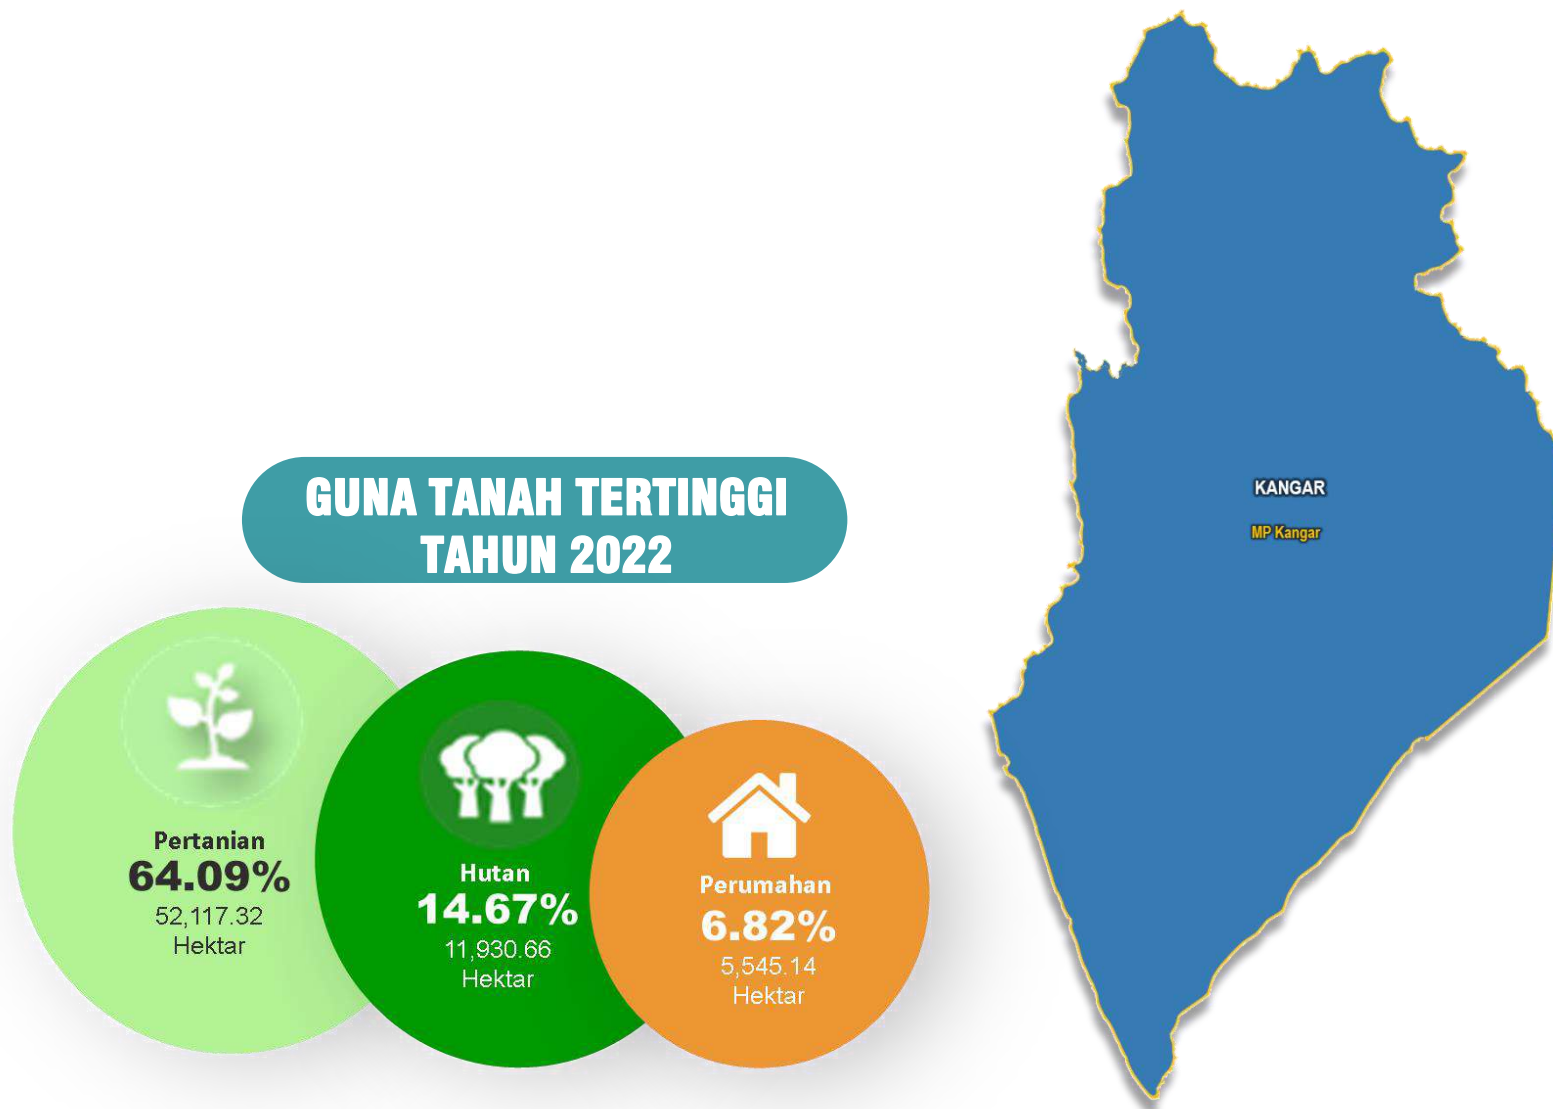 GUNA TANAH TERTINGGI
TAHUN 2022
Pertanian
64.09%
52,117.32
Hektar
Hutan
14.67%
11,930.66
Hektar
Perumahan
6.82%
5,545.14
Hektar
KANGAR
MP Kangar